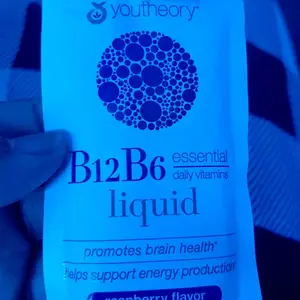 youtheory®
B12B6 essential
daily vitamins
liquid
promotes brain health*
helps support energy production*
raspberry flavor